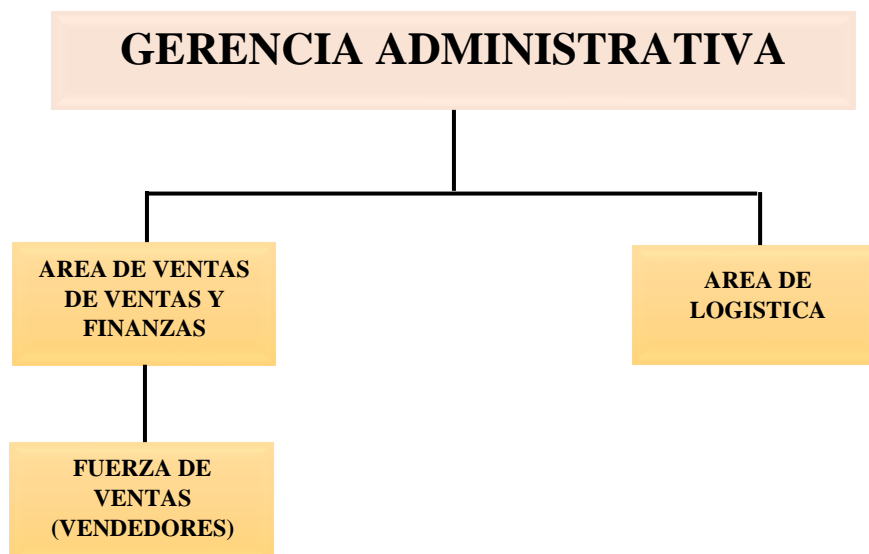 GERENCIA ADMINISTRATIVA
AREA DE VENTAS
DE VENTAS Y
FINANZAS
AREA DE
LOGISTICA
FUERZA DE
VENTAS
(VENDEDORES)